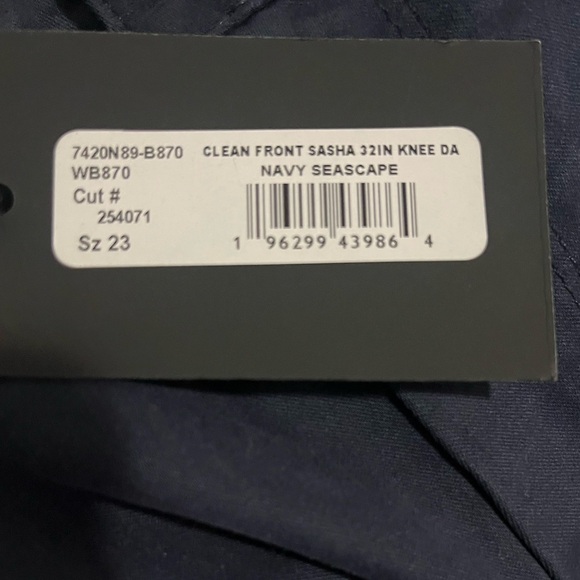 7420N89-B870 CLEAN FRONT SASHA 32IN KNEE DA
WB870 NAVY SEASCAPE
Cut #
254071
Sz 23
1 96299 43986 4